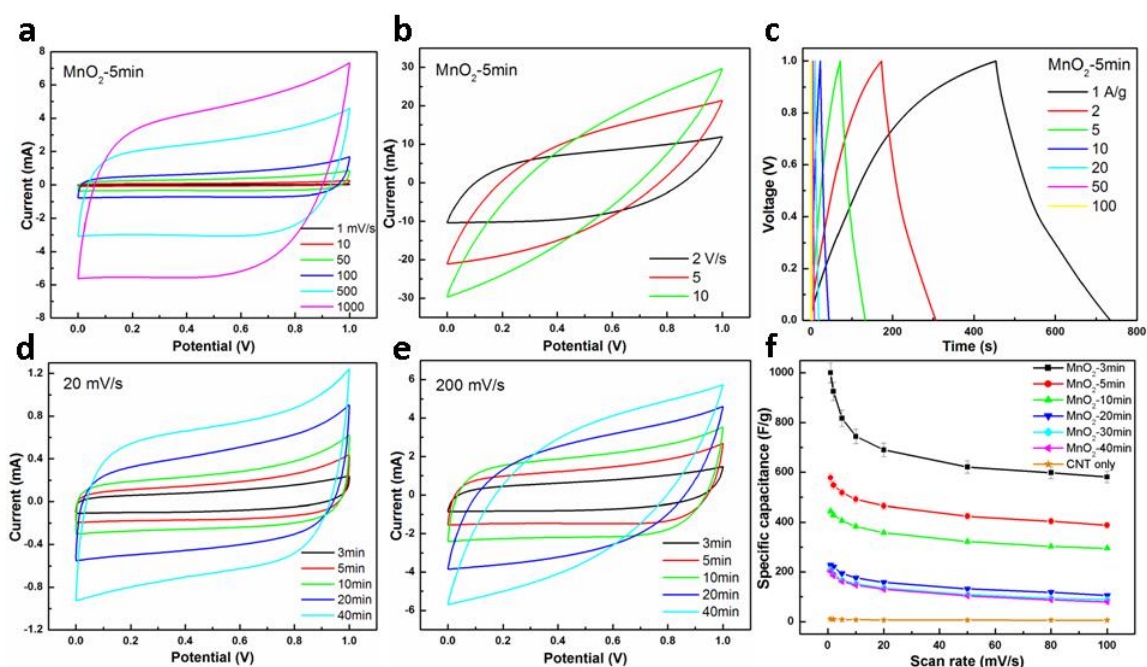 a
MnO2-5min
Current (mA)
8
6
4
2
0
-2
-4
-6
-8
0.0 0.2 0.4 0.6 0.8 1.0
Potential (V)
1 mV/s
10
50
100
500
1000
b
MnO2-5min
Current (mA)
30
20
10
0
-10
-20
-30
0.0 0.2 0.4 0.6 0.8 1.0
Potential (V)
2 V/s
5
10
c
MnO2-5min
Voltage (V)
1.0
0.8
0.6
0.4
0.2
0.0
0 200 400 600 800
Time (s)
1 A/g
2
5
10
20
50
100
d
20 mV/s
Current (mA)
1.2
0.8
0.4
0.0
-0.4
-0.8
-1.2
0.0 0.2 0.4 0.6 0.8 1.0
Potential (V)
3min
5min
10min
20min
40min
e
200 mV/s
Current (mA)
6
4
2
0
-2
-4
-6
0.0 0.2 0.4 0.6 0.8 1.0
Potential (V)
3min
5min
10min
20min
40min
f
Specific capacitance (F/g)
1000
800
600
400
200
0
0 20 40 60 80 100
Scan rate (mV/s)
MnO2-3min
MnO2-5min
MnO2-10min
MnO2-20min
MnO2-30min
MnO2-40min
CNT only